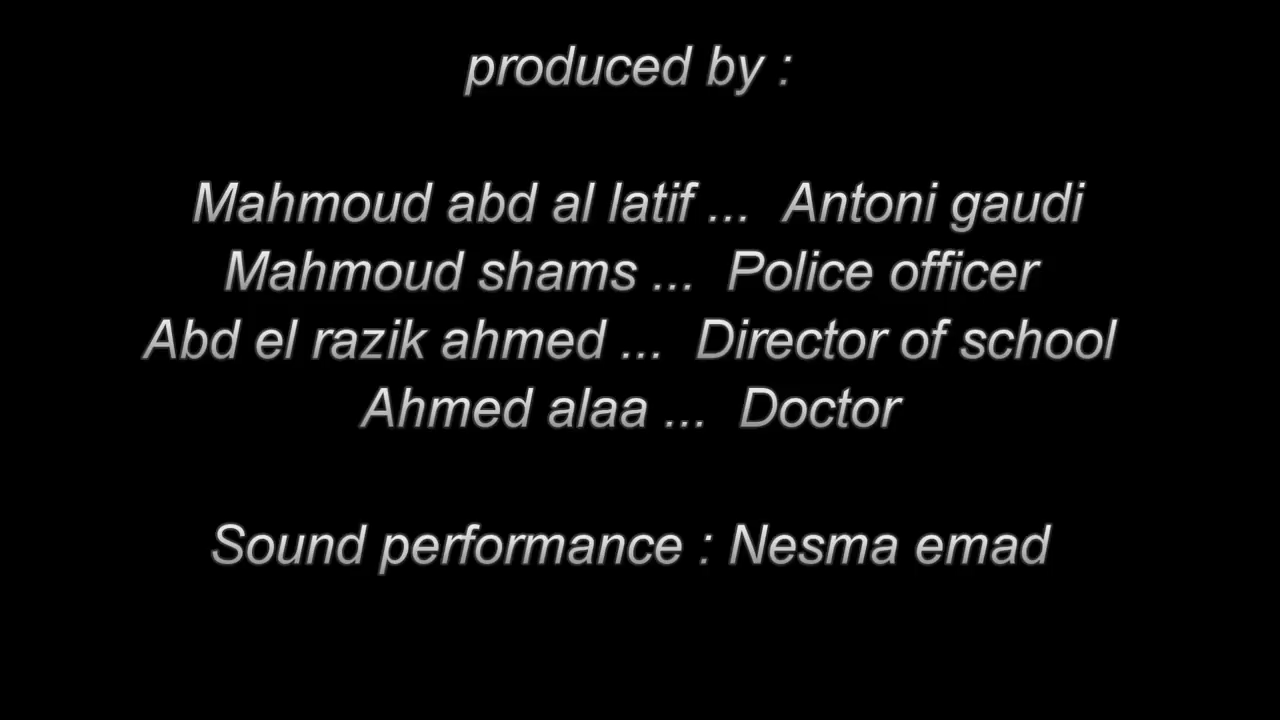 produced by :
Mahmoud abd al latif ... Antoni gaudi
Mahmoud shams ... Police officer
Abd el razik ahmed ... Director of school
Ahmed alaa ... Doctor
Sound performance : Nesma emad